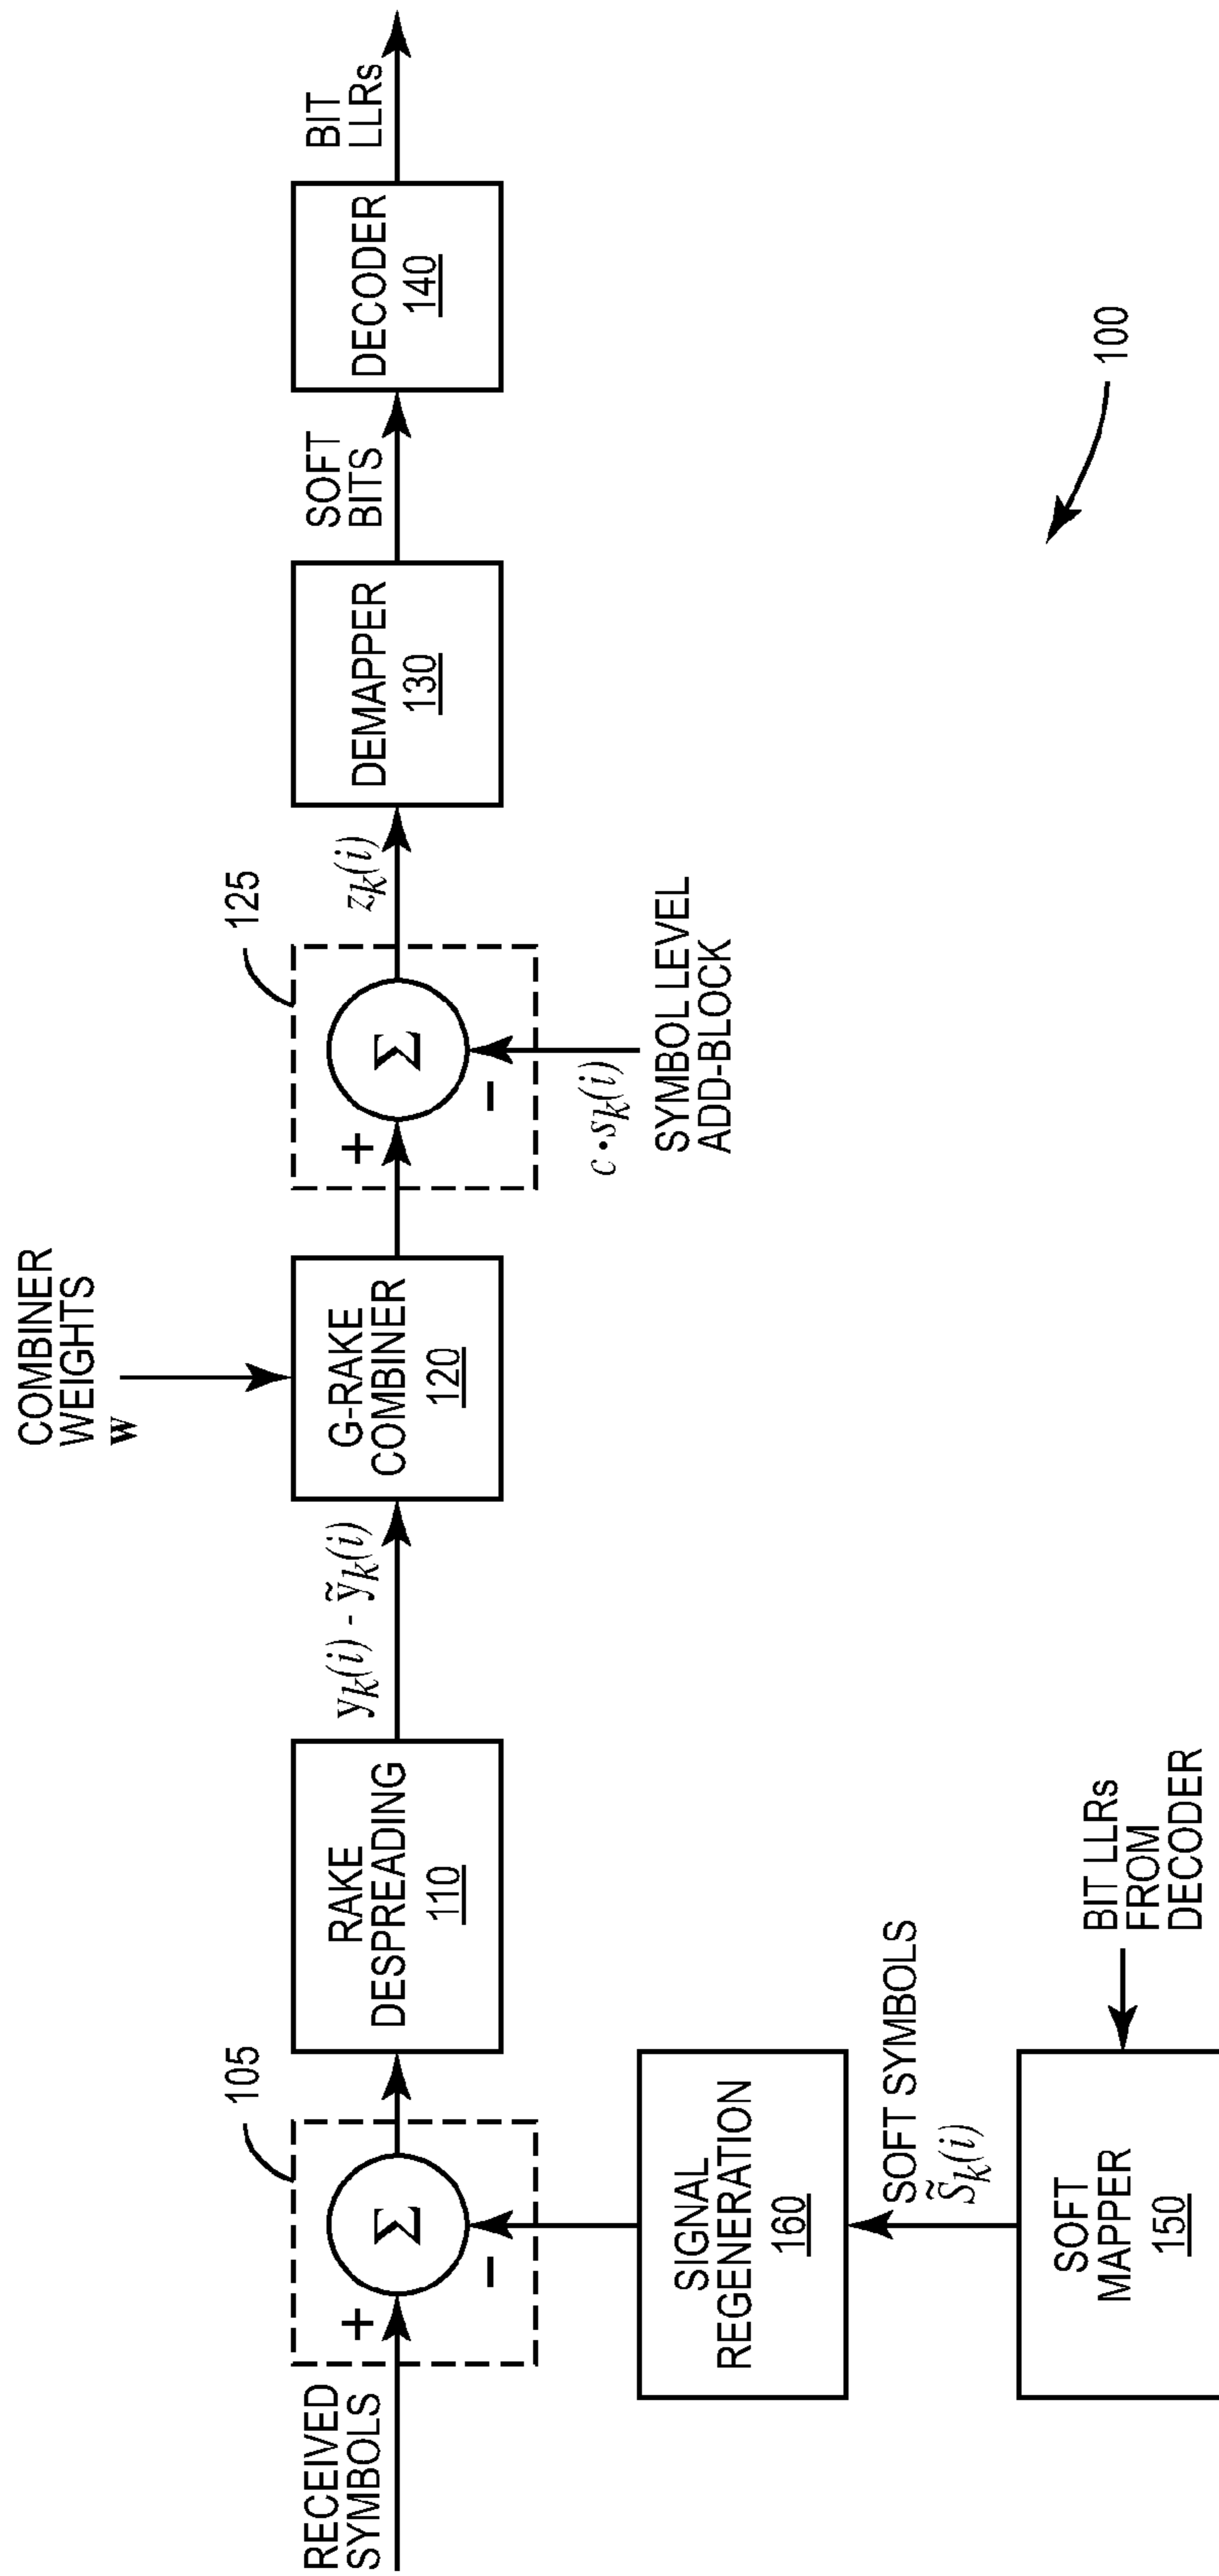 COMBINER
WEIGHTS
w
105
125
RECEIVED
SYMBOLS
+
Σ
-
RAKE
DESPREADING
110
yk(i) - ỹk(i)
G-RAKE
COMBINER
120
+
Σ
-
zk(i)
DEMAPPER
130
SOFT
BITS
DECODER
140
BIT
LLRs
c•sk(i)
SYMBOL LEVEL
ADD-BLOCK
SIGNAL
REGENERATION
160
SOFT SYMBOLS
s̃k(i)
SOFT
MAPPER
150
BIT LLRs
FROM
DECODER
100